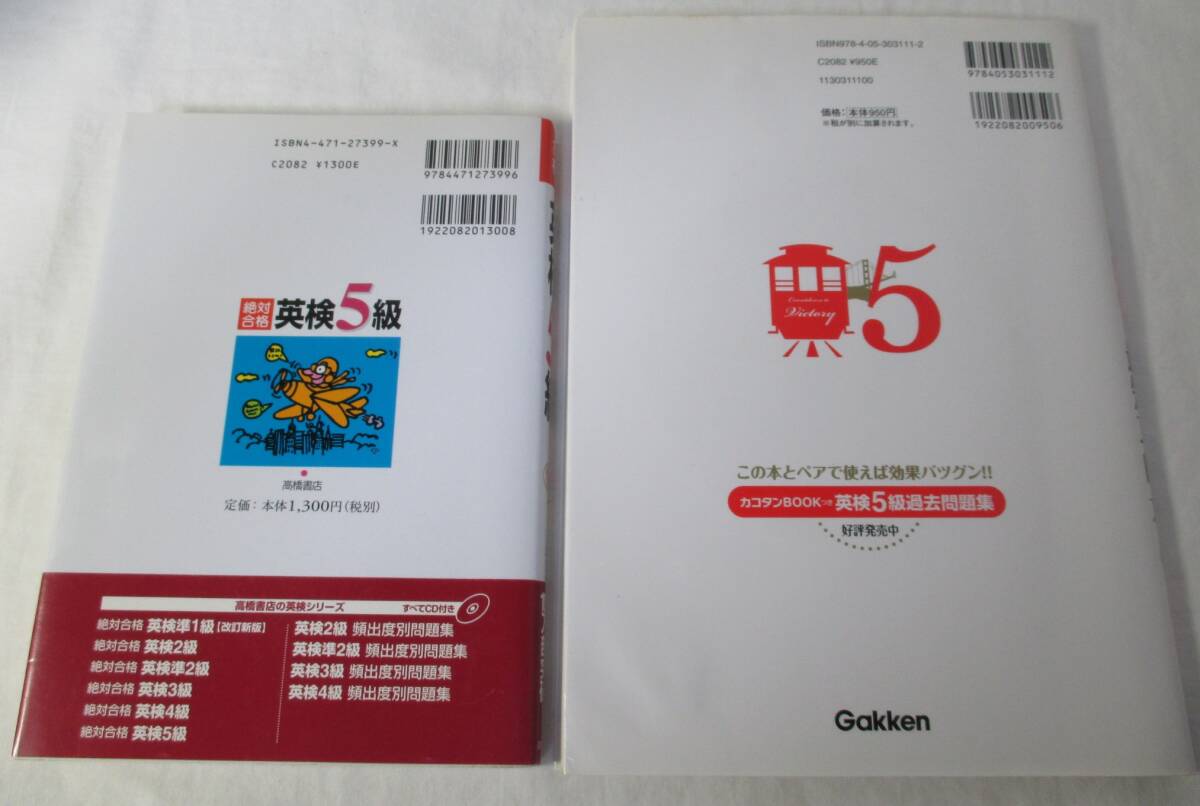 ISBN4-471-27399-X
C2082 ¥1300E
9784471273996
1922082013008
絶対
合格
英検5級
高橋書店
定価：本体1,300円（税別）
高橋書店の英検シリーズ
すべてCD付き
絶対合格 英検準1級【改訂新版】
絶対合格 英検2級
絶対合格 英検準2級
絶対合格 英検3級
絶対合格 英検4級
絶対合格 英検5級
英検2級 頻出度別問題集
英検準2級 頻出度別問題集
英検3級 頻出度別問題集
英検4級 頻出度別問題集
ISBN978-4-05-303111-2
C2082 ¥950E
1130311100
9784053031112
価格：本体950円
※税が別に加算されます。
1922082009506
Countdown to
Victory
5
この本とペアで使えば効果バツグン!!
カコタンBOOKつき 英検5級過去問題集
好評発売中
Gakken